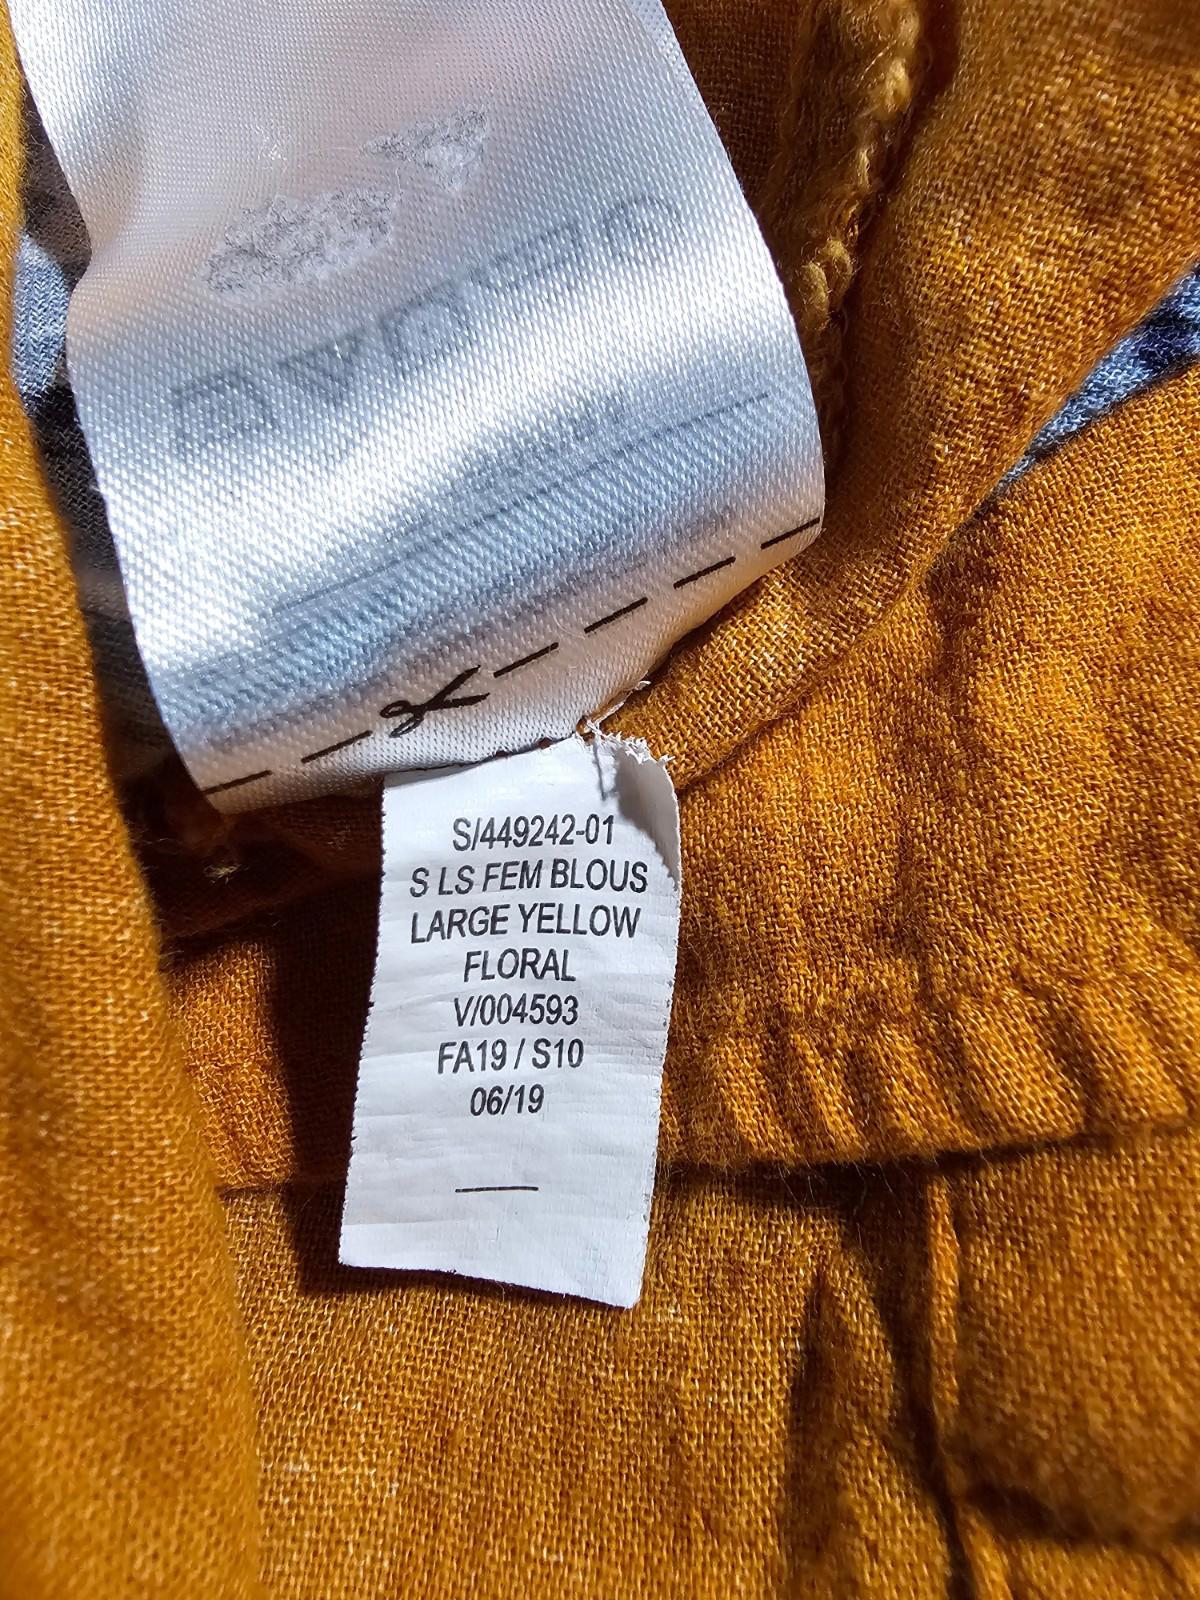 S/449242-01
S LS FEM BLOUS
LARGE YELLOW
FLORAL
V/004593
FA19 / S10
06/19